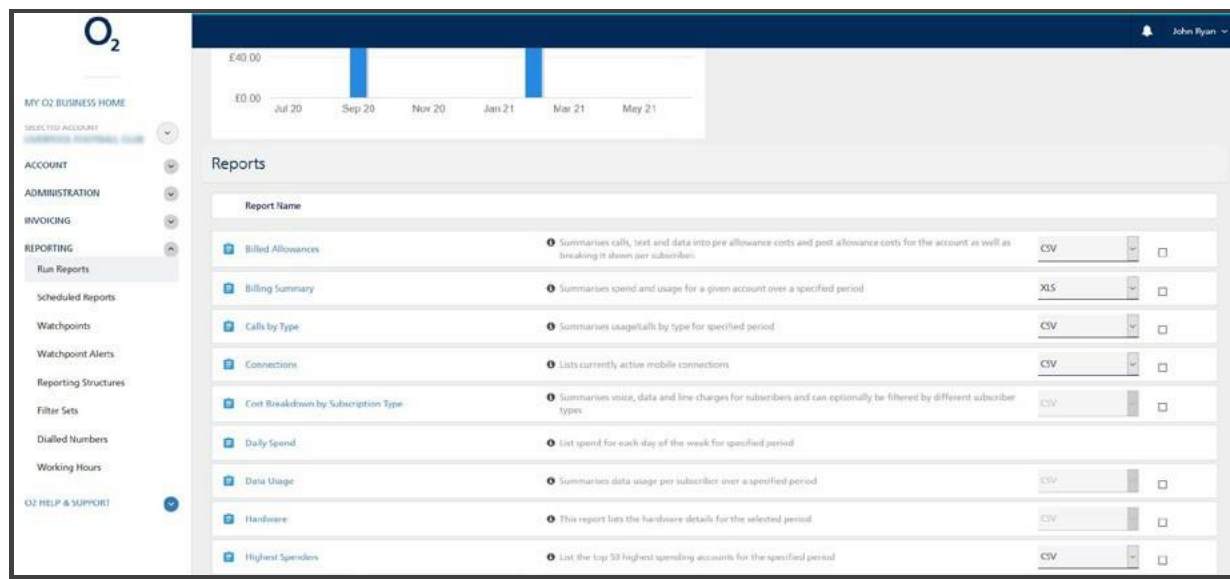 O2
John Ryan
£40.00
£0.00
Jul 20 Sep 20 Nov 20 Jan 21 Mar 21 May 21
MY O2 BUSINESS HOME
SELECTED ACCOUNT
ACCOUNT
ADMINISTRATION
INVOICING
REPORTING
Run Reports
Scheduled Reports
Watchpoints
Watchpoint Alerts
Reporting Structures
Filter Sets
Dialled Numbers
Working Hours
O2 HELP & SUPPORT
Reports
Report Name
Billed Allowances
Summarises calls, text and data into pre allowance costs and post allowance costs for the account as well as
breaking it down per subscriber.
CSV
Billing Summary
Summarises spend and usage for a given account over a specified period
XLS
Calls by Type
Summarises usage/calls by type for specified period
CSV
Connections
Lists currently active mobile connections
CSV
Cost Breakdown by Subscription Type
Summarises voice, data and line charges for subscribers and can optionally be filtered by different subscriber
types
CSV
Daily Spend
List spend for each day of the week for specified period
Data Usage
Summarises data usage per subscriber over a specified period
CSV
Hardware
This report lists the hardware details for the selected period
CSV
Highest Spenders
List the top 50 highest spending accounts for the specified period
CSV